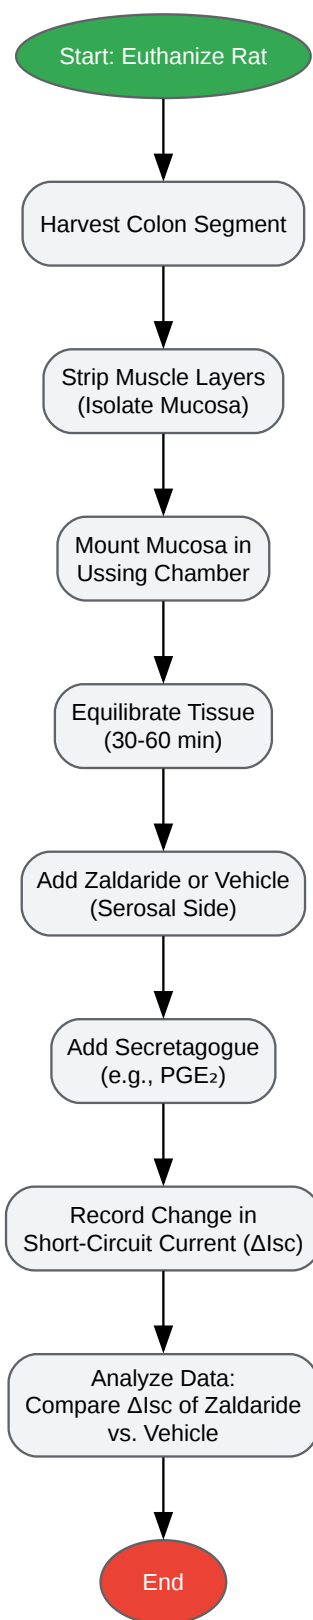 Start: Euthanize Rat
Harvest Colon Segment
Strip Muscle Layers
(Isolate Mucosa)
Mount Mucosa in
Ussing Chamber
Equilibrate Tissue
(30-60 min)
Add Zaldaride or Vehicle
(Serosal Side)
Add Secretagogue
(e.g., PGE₂)
Record Change in
Short-Circuit Current (ΔIsc)
Analyze Data:
Compare ΔIsc of Zaldaride
vs. Vehicle
End